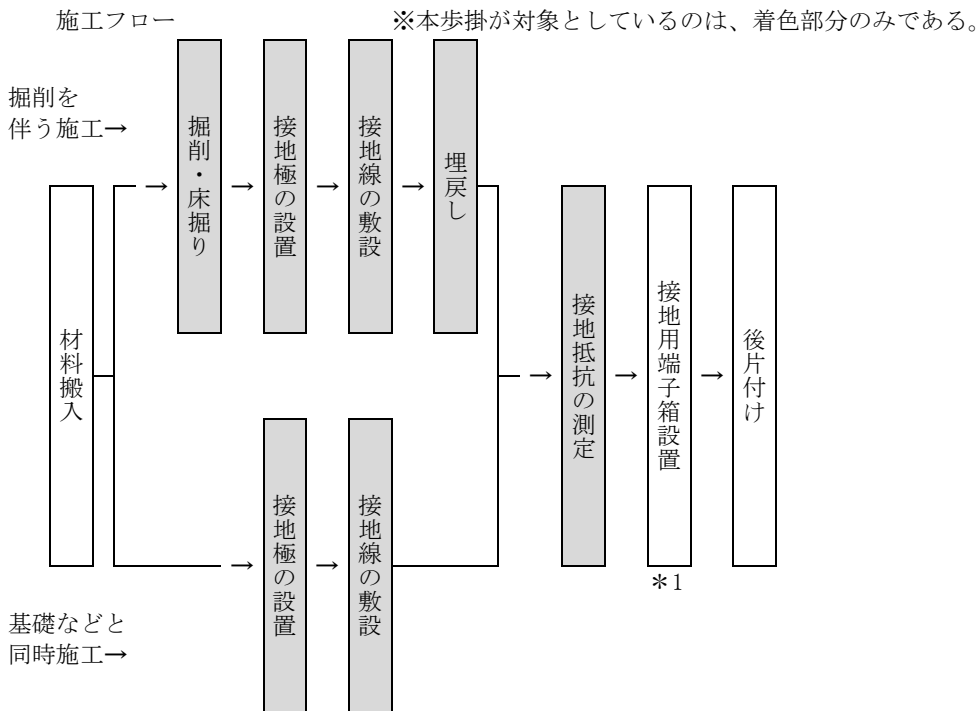 施工フロー
※本歩掛が対象としているのは、着色部分のみである。
掘削を
伴う施工→
材料搬入
→
掘削・床掘り
→
接地極の設置
→
接地線の敷設
→
埋戻し
→
接地極の設置
→
接地線の敷設
→
接地抵抗の測定
→
接地用端子箱設置
→
後片付け
＊1
基礎などと
同時施工→